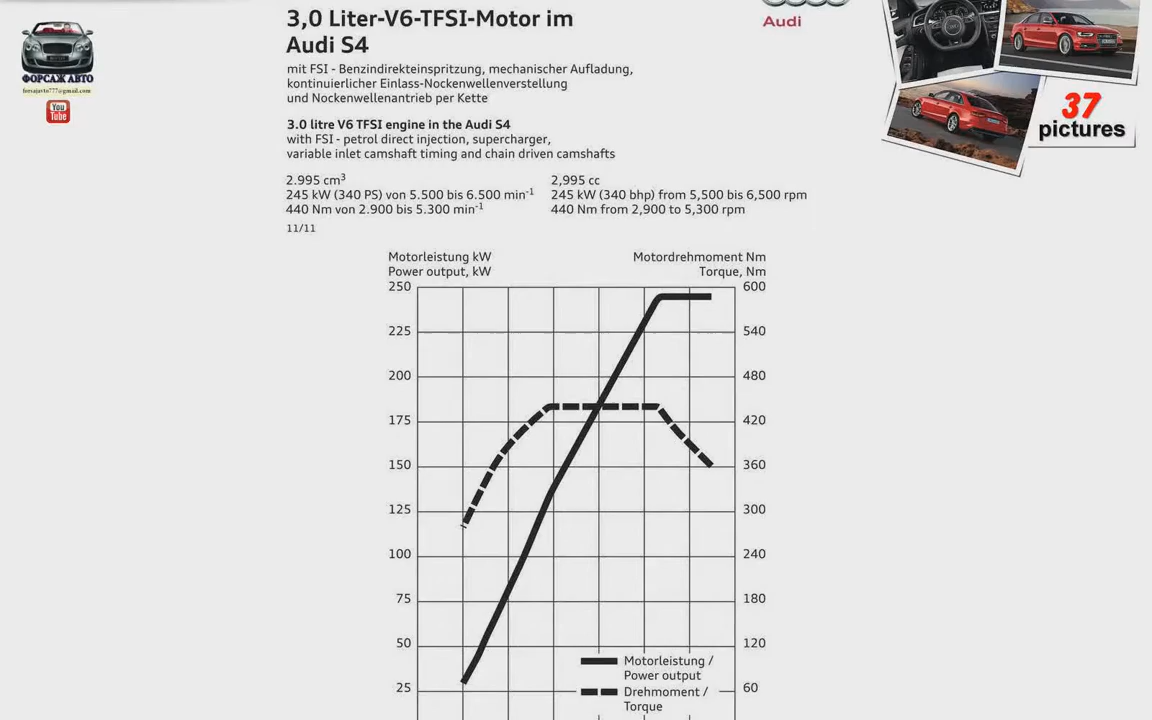 3,0 Liter-V6-TFSI-Motor im
Audi S4
Audi
ФОРСАЖ АВТО
forsajavto777@gmail.com
You
Tube
37
pictures
mit FSI - Benzindirekteinspritzung, mechanischer Aufladung,
kontinuierlicher Einlass-Nockenwellenverstellung
und Nockenwellenantrieb per Kette
3.0 litre V6 TFSI engine in the Audi S4
with FSI - petrol direct injection, supercharger,
variable inlet camshaft timing and chain driven camshafts
2.995 cm³
245 kW (340 PS) von 5.500 bis 6.500 min⁻¹
440 Nm von 2.900 bis 5.300 min⁻¹
2,995 cc
245 kW (340 bhp) from 5,500 bis 6,500 rpm
440 Nm from 2,900 to 5,300 rpm
11/11
Motorleistung kW
Power output, kW
Motordrehmoment Nm
Torque, Nm
250 600
225 540
200 480
175 420
150 360
125 300
100 240
75 180
50 120
25 60
Motorleistung /
Power output
Drehmoment /
Torque